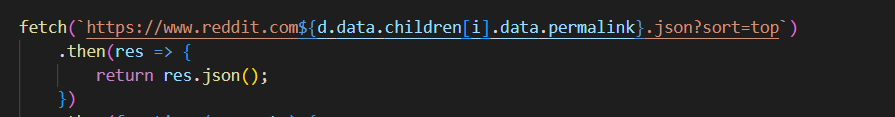 fetch(`https://www.reddit.com${d.data.children[i].data.permalink}.json?sort=top`)
.then(res => {
return res.json();
})